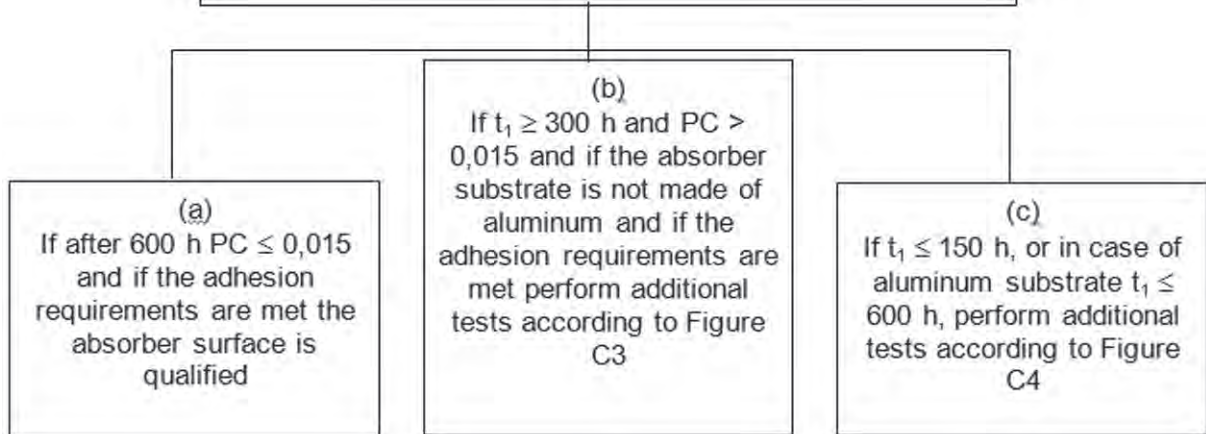 (a)
If after 600 h PC ≤ 0,015
and if the adhesion
requirements are met the
absorber surface is
qualified
(b)
If t₁ ≥ 300 h and PC >
0,015 and if the absorber
substrate is not made of
aluminum and if the
adhesion requirements are
met perform additional
tests according to Figure
C3
(c)
If t₁ ≤ 150 h, or in case of
aluminum substrate t₁ ≤
600 h, perform additional
tests according to Figure
C4